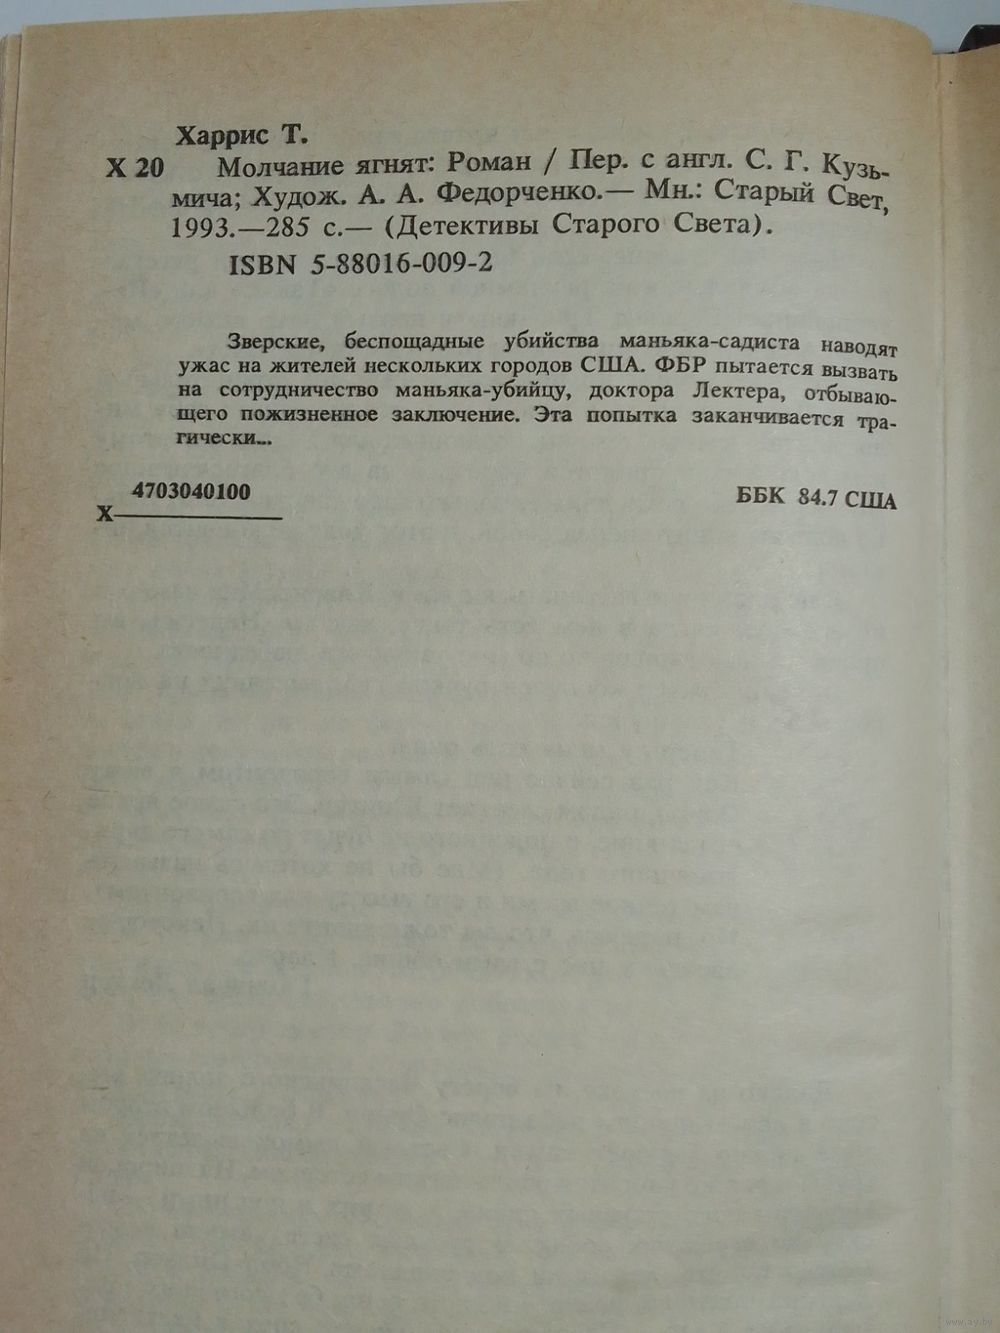 Харрис Т.
Х 20 Молчание ягнят: Роман / Пер. с англ. С. Г. Кузь-
мича; Худож. А. А. Федорченко.— Мн.: Старый Свет,
1993.—285 с.— (Детективы Старого Света).
ISBN 5-88016-009-2
Зверские, беспощадные убийства маньяка-садиста наводят
ужас на жителей нескольких городов США. ФБР пытается вызвать
на сотрудничество маньяка-убийцу, доктора Лектера, отбываю-
щего пожизненное заключение. Эта попытка заканчивается тра-
гически...
4703040100
Х————— ББК 84.7 США
www.ay.by